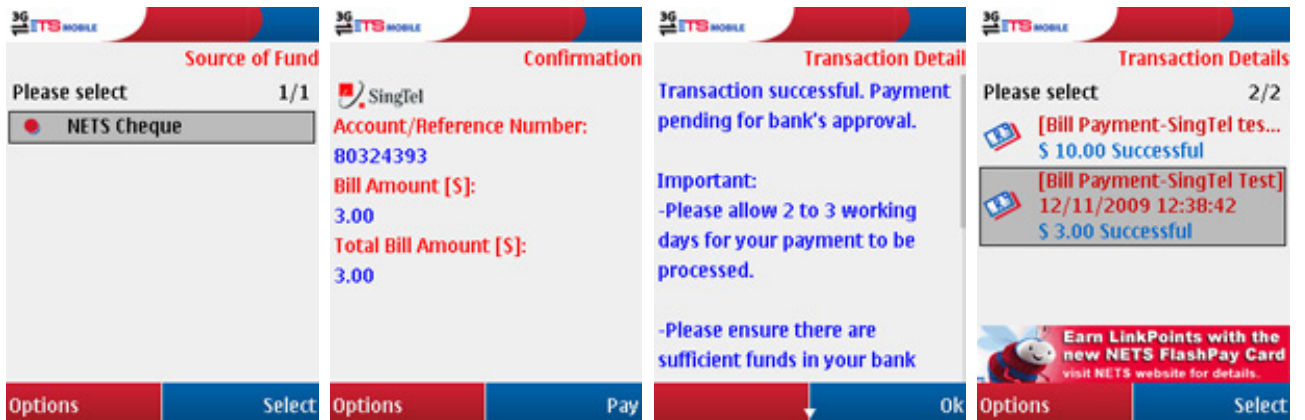 3G
ETS MOBILE
Source of Fund
Please select 1/1
NETS Cheque
Options Select
3G
ETS MOBILE
Confirmation
SingTel
Account/Reference Number:
80324393
Bill Amount [$]:
3.00
Total Bill Amount [$]:
3.00
Options Pay
3G
ETS MOBILE
Transaction Detail
Transaction successful. Payment
pending for bank's approval.
Important:
-Please allow 2 to 3 working
days for your payment to be
processed.
-Please ensure there are
sufficient funds in your bank
Ok
3G
ETS MOBILE
Transaction Details
Please select 2/2
[Bill Payment-SingTel tes...
$ 10.00 Successful
[Bill Payment-SingTel Test]
12/11/2009 12:38:42
$ 3.00 Successful
Earn LinkPoints with the
new NETS FlashPay Card
visit NETS website for details.
Options Select